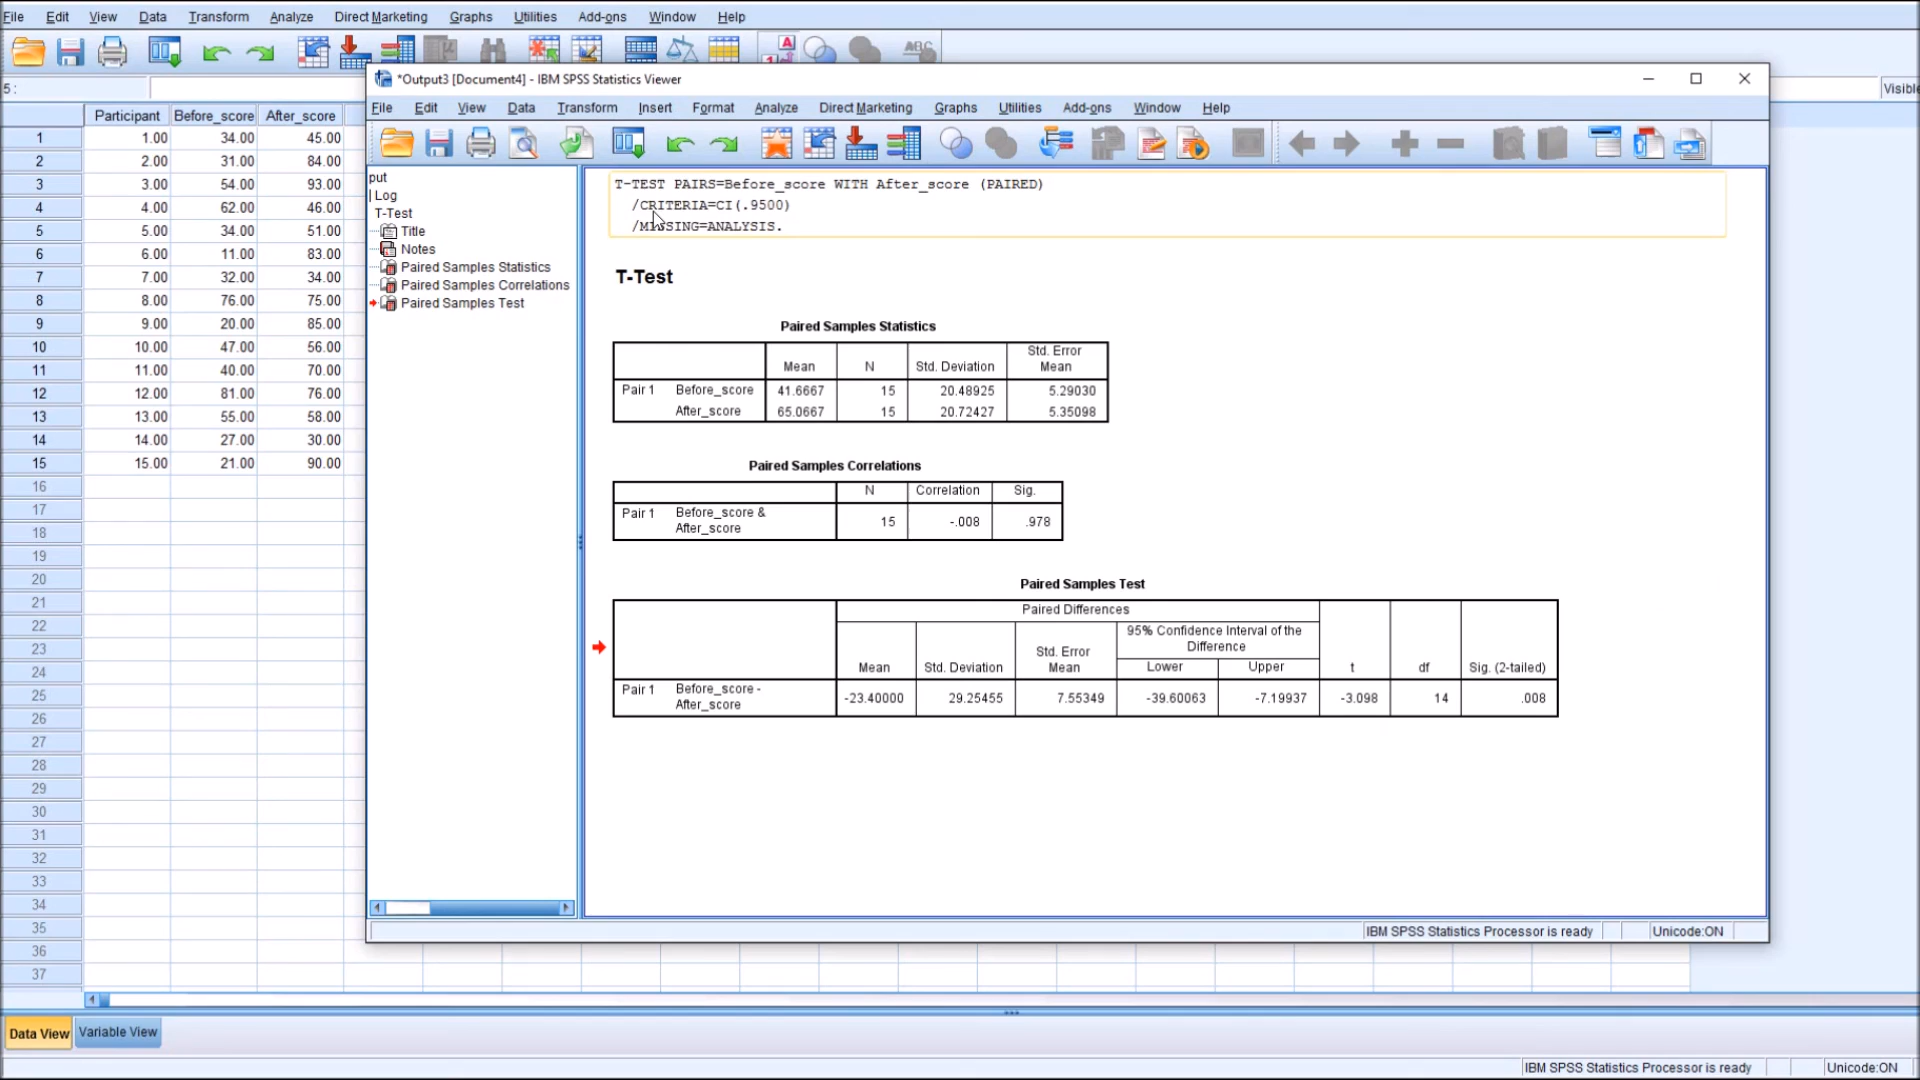 File Edit View Data Transform Analyze Direct Marketing Graphs Utilities Add-ons Window Help
5 :
Visible
Participant Before_score After_score
1 1.00 34.00 45.00
2 2.00 31.00 84.00
3 3.00 54.00 93.00
4 4.00 62.00 46.00
5 5.00 34.00 51.00
6 6.00 11.00 83.00
7 7.00 32.00 34.00
8 8.00 76.00 75.00
9 9.00 20.00 85.00
10 10.00 47.00 56.00
11 11.00 40.00 70.00
12 12.00 81.00 76.00
13 13.00 55.00 58.00
14 14.00 27.00 30.00
15 15.00 21.00 90.00
16
17
18
19
20
21
22
23
24
25
26
27
28
29
30
31
32
33
34
35
36
37
*Output3 [Document4] - IBM SPSS Statistics Viewer
File Edit View Data Transform Insert Format Analyze Direct Marketing Graphs Utilities Add-ons Window Help
put
Log
T-Test
Title
Notes
Paired Samples Statistics
Paired Samples Correlations
Paired Samples Test
T-TEST PAIRS=Before_score WITH After_score (PAIRED)
/CRITERIA=CI(.9500)
/MISSING=ANALYSIS.
T-Test
Paired Samples Statistics
Mean N Std. Deviation Std. Error Mean
Pair 1 Before_score 41.6667 15 20.48925 5.29030
After_score 65.0667 15 20.72427 5.35098
Paired Samples Correlations
N Correlation Sig.
Pair 1 Before_score & After_score 15 -.008 .978
Paired Samples Test
Paired Differences
95% Confidence Interval of the Difference
Mean Std. Deviation Std. Error Mean Lower Upper t df Sig. (2-tailed)
Pair 1 Before_score - After_score -23.40000 29.25455 7.55349 -39.60063 -7.19937 -3.098 14 .008
IBM SPSS Statistics Processor is ready Unicode:ON
Data View Variable View
IBM SPSS Statistics Processor is ready Unicode:ON